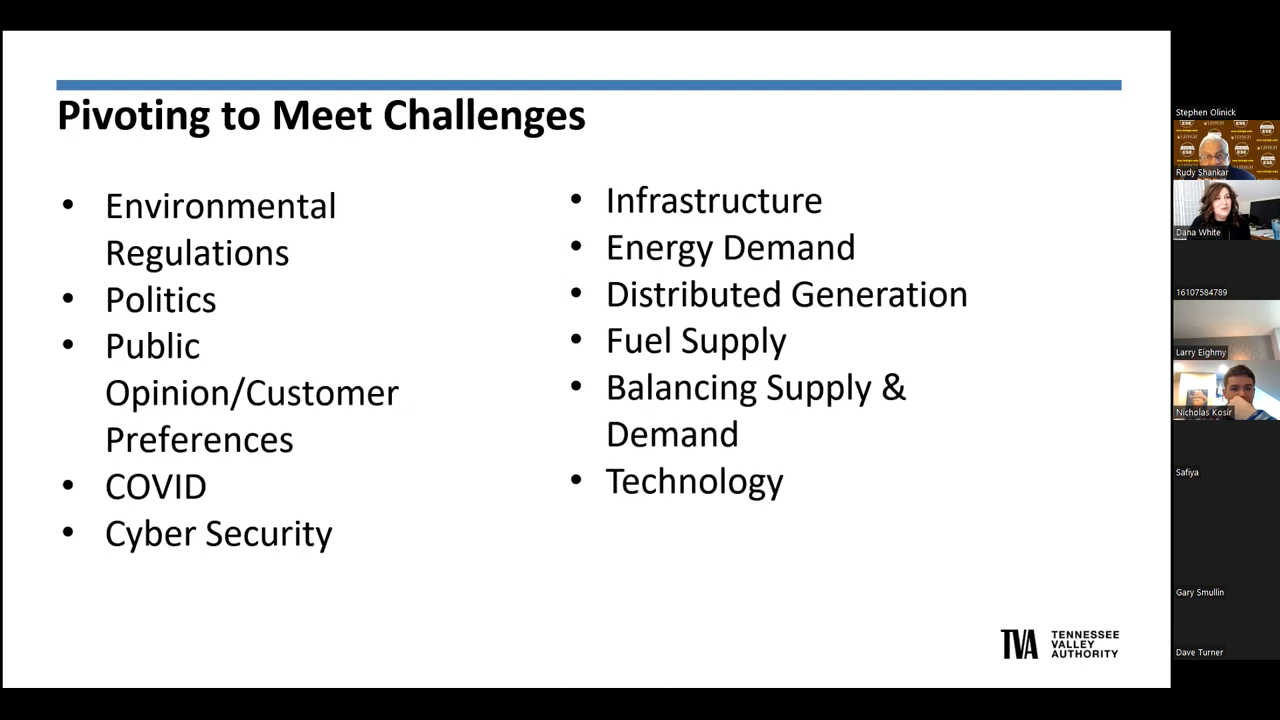 Pivoting to Meet Challenges
• Environmental
Regulations
• Politics
• Public
Opinion/Customer
Preferences
• COVID
• Cyber Security
• Infrastructure
• Energy Demand
• Distributed Generation
• Fuel Supply
• Balancing Supply &
Demand
• Technology
TVA
TENNESSEE
VALLEY
AUTHORITY
Stephen Olinick
Rudy Shankar
Dana White
16107584789
Larry Eighmy
Nicholas Kosir
Safiya
Gary Smullin
Dave Turner